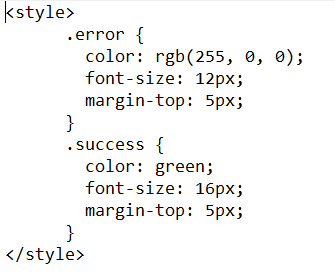 <style>
.error {
color: rgb(255, 0, 0);
font-size: 12px;
margin-top: 5px;
}
.success {
color: green;
font-size: 16px;
margin-top: 5px;
}
</style>